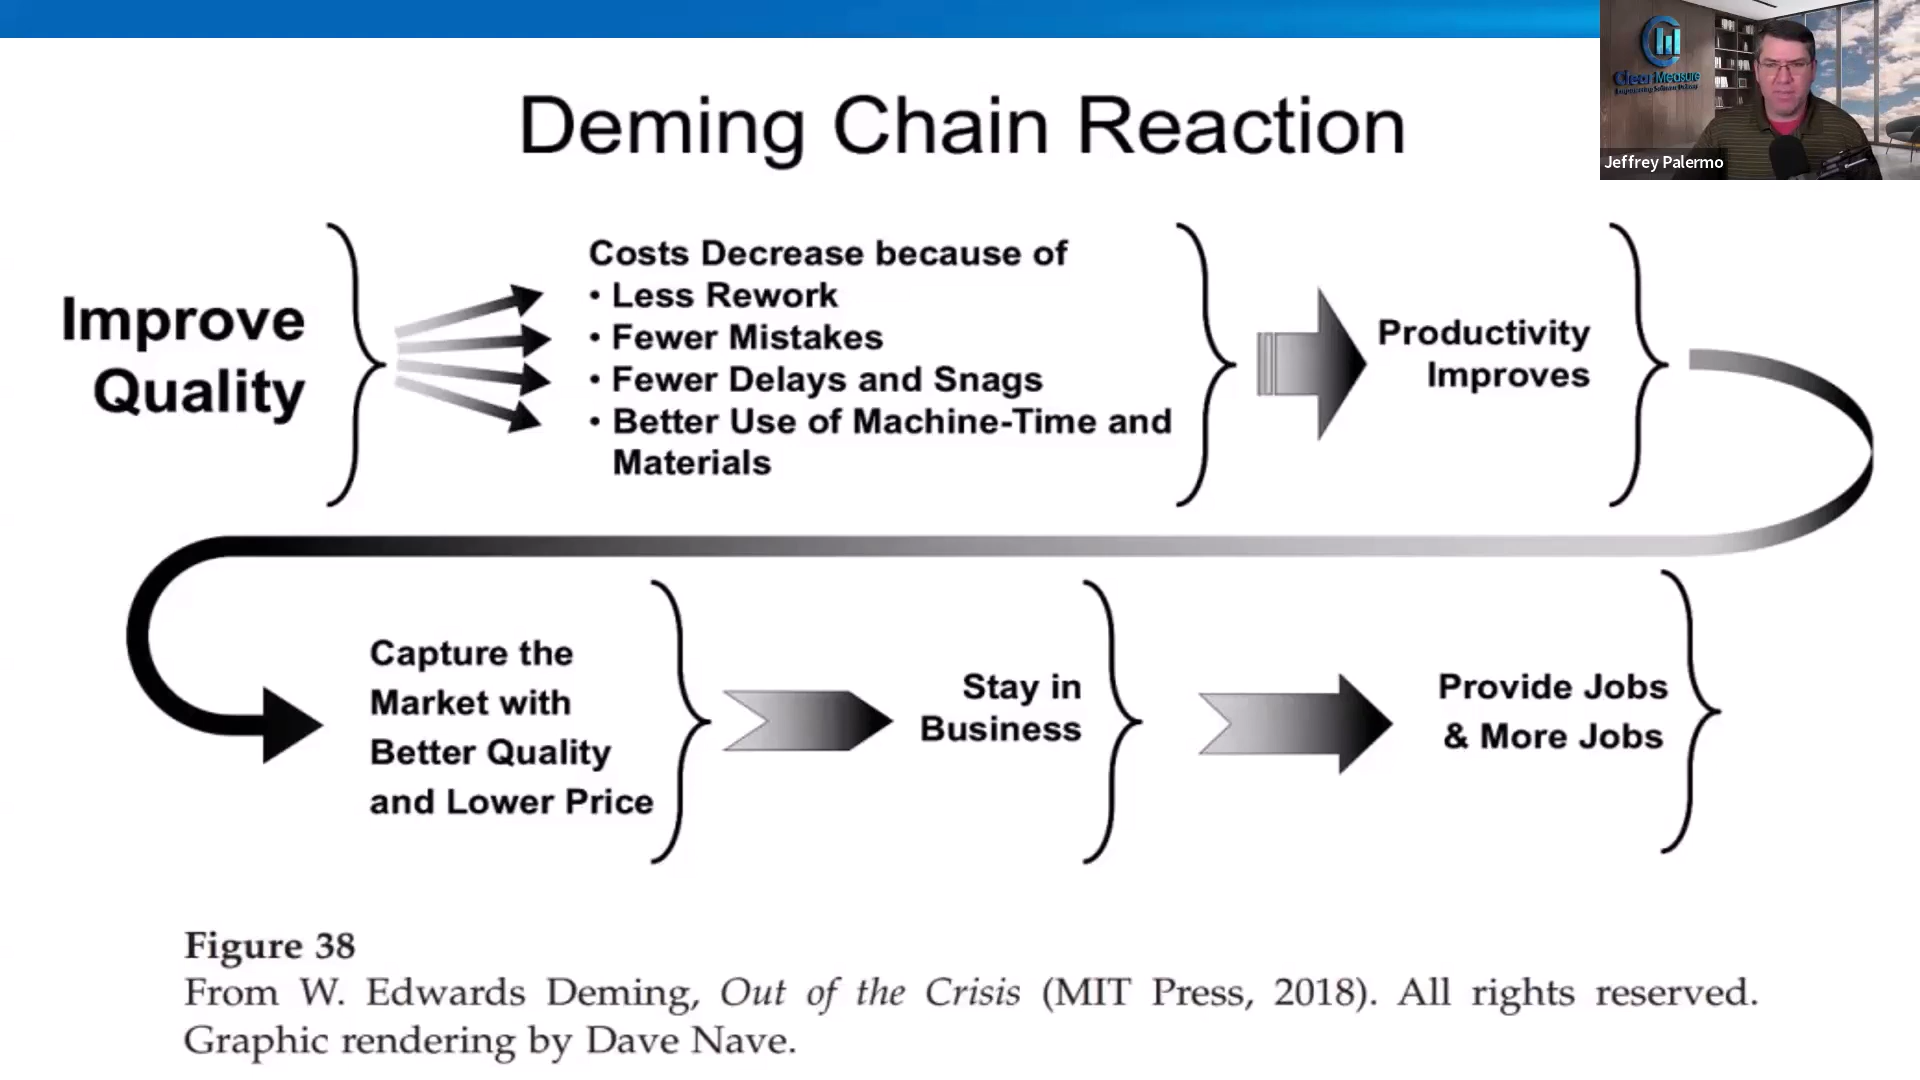 Deming Chain Reaction
Clear Measure
Jeffrey Palermo
Improve
Quality
Costs Decrease because of
• Less Rework
• Fewer Mistakes
• Fewer Delays and Snags
• Better Use of Machine-Time and
Materials
Productivity
Improves
Capture the
Market with
Better Quality
and Lower Price
Stay in
Business
Provide Jobs
& More Jobs
Figure 38
From W. Edwards Deming, Out of the Crisis (MIT Press, 2018). All rights reserved.
Graphic rendering by Dave Nave.